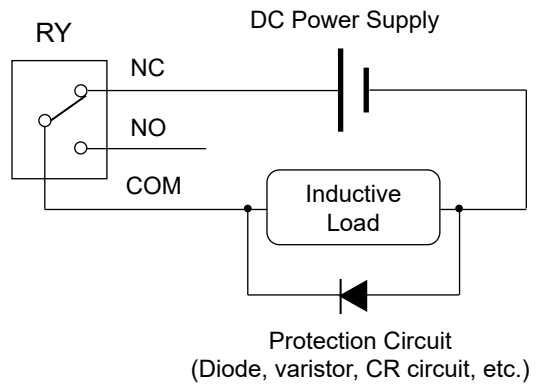 DC Power Supply
RY
NC
NO
COM
Inductive
Load
Protection Circuit
(Diode, varistor, CR circuit, etc.)